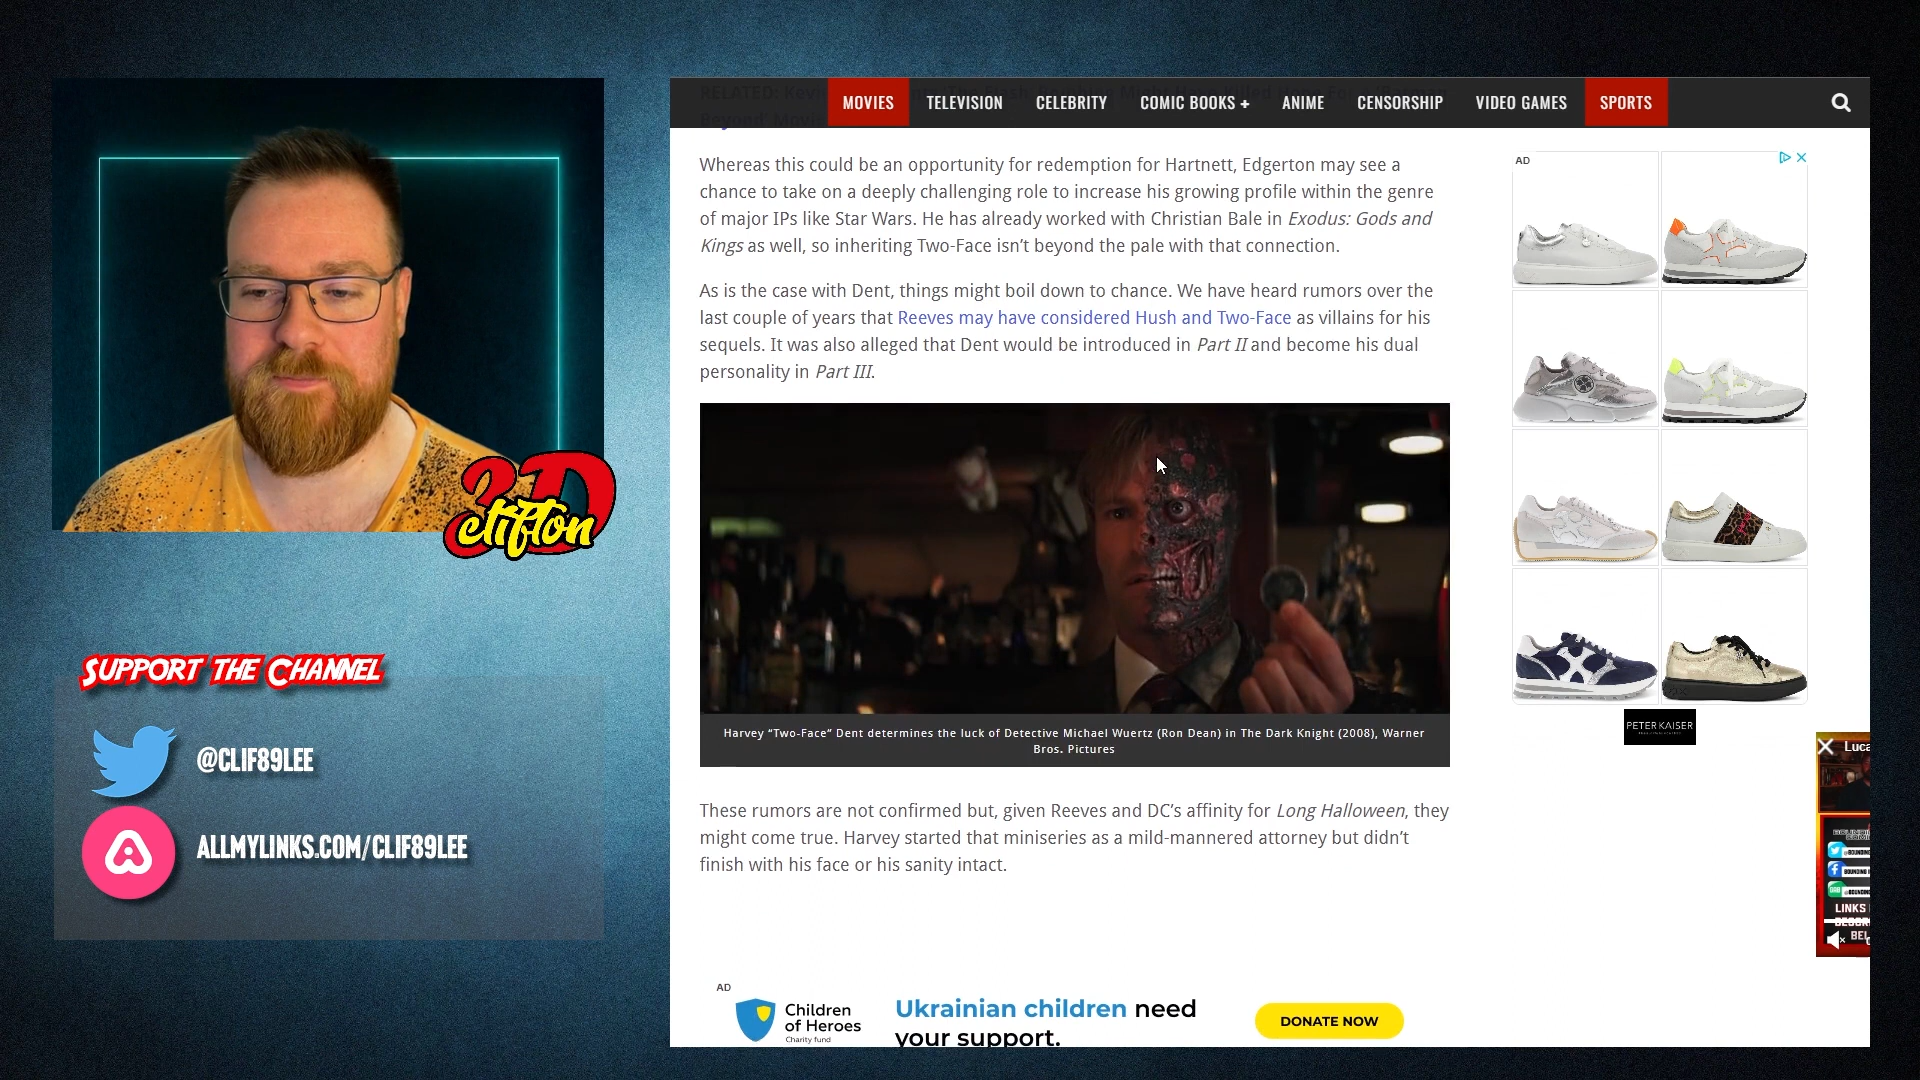 MOVIES TELEVISION CELEBRITY COMIC BOOKS + ANIME CENSORSHIP VIDEO GAMES SPORTS
Whereas this could be an opportunity for redemption for Hartnett, Edgerton may see a
chance to take on a deeply challenging role to increase his growing profile within the genre
of major IPs like Star Wars. He has already worked with Christian Bale in Exodus: Gods and
Kings as well, so inheriting Two-Face isn’t beyond the pale with that connection.
As is the case with Dent, things might boil down to chance. We have heard rumors over the
last couple of years that Reeves may have considered Hush and Two-Face as villains for his
sequels. It was also alleged that Dent would be introduced in Part II and become his dual
personality in Part III.
Harvey “Two-Face” Dent determines the luck of Detective Michael Wuertz (Ron Dean) in The Dark Knight (2008), Warner
Bros. Pictures
These rumors are not confirmed but, given Reeves and DC’s affinity for Long Halloween, they
might come true. Harvey started that miniseries as a mild-mannered attorney but didn’t
finish with his face or his sanity intact.
AD
Children
of Heroes
Charity fund
Ukrainian children need
your support.
DONATE NOW
AD
PETER KAISER
Luca
LINKS
BEL
3D
clifton
SUPPORT THE CHANNEL
@CLIF89LEE
ALLMYLINKS.COM/CLIF89LEE